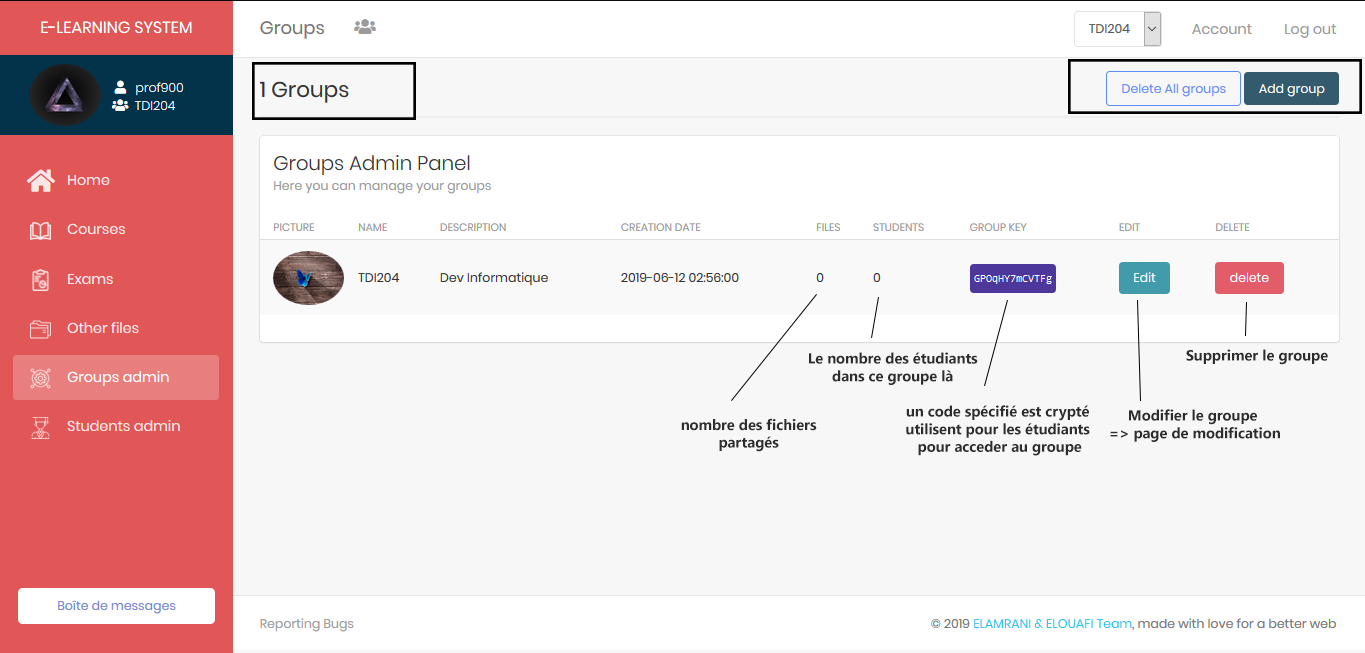 E-LEARNING SYSTEM
Groups
TDI204
Account
Log out
prof900
TDI204
1 Groups
Delete All groups
Add group
Home
Courses
Exams
Other files
Groups admin
Students admin
Boîte de messages
Groups Admin Panel
Here you can manage your groups
PICTURE NAME DESCRIPTION CREATION DATE FILES STUDENTS GROUP KEY EDIT DELETE
TDI204 Dev Informatique 2019-06-12 02:56:00 0 0 GPOqHY7mCVTFg Edit delete
nombre des fichiers
partagés
Le nombre des étudiants
dans ce groupe là
un code spécifié est crypté
utilisent pour les étudiants
pour acceder au groupe
Modifier le groupe
=> page de modification
Supprimer le groupe
Reporting Bugs
© 2019 ELAMRANI & ELOUAFI Team, made with love for a better web